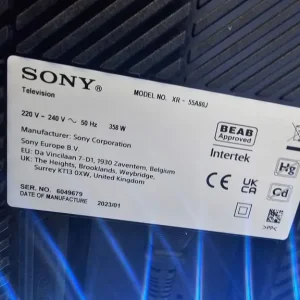 SONY®
Television
MODEL NO. XR - 55A80J
220 V - 240 V ~ 50 Hz 358 W
Manufacturer: Sony Corporation
Sony Europe B.V.
EU: Da Vincilaan 7-D1, 1930 Zaventem, Belgium
UK: The Heights, Brooklands, Weybridge,
Surrey KT13 0XW, United Kingdom
SER. NO. 6049679
DATE OF MANUFACTURE 2023/01
BEAB
Approved
Intertek
CE
UK
CA
Hg
Cd
>PP<